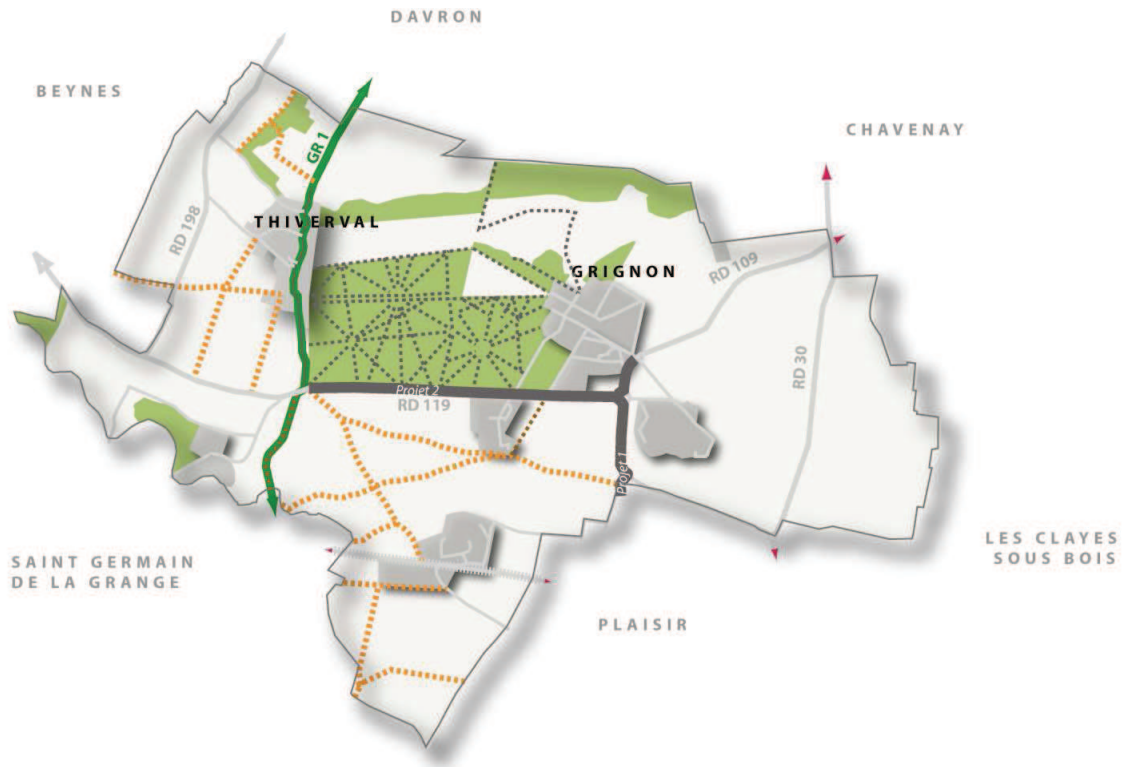 DAVRON
BEYNES
CHAVENAY
GR 1
THIVERVAL
RD 198
GRIGNON
RD 109
RD 30
Projet 2
RD 119
Projet 1
SAINT GERMAIN
DE LA GRANGE
LES CLAYES
SOUS BOIS
PLAISIR